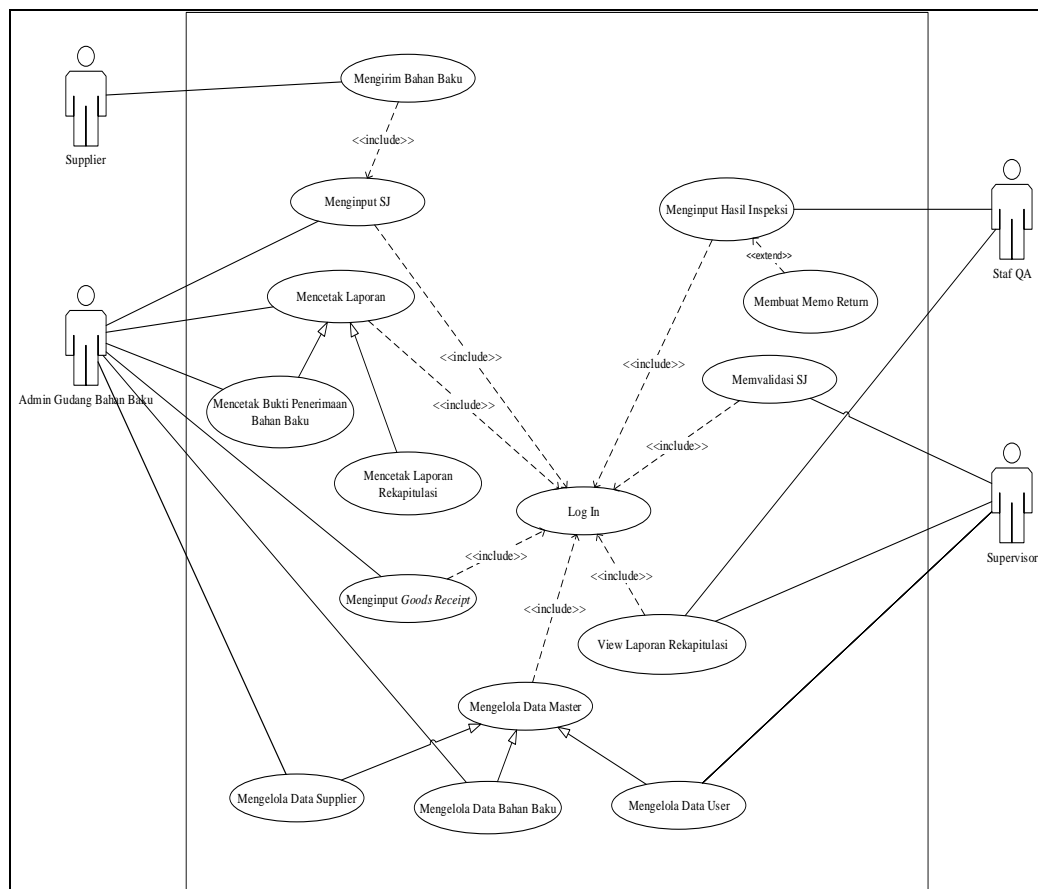 Mengirim Bahan Baku
<<include>>
Supplier
Menginput SJ
Menginput Hasil Inspeksi
<<extend>>
Staf QA
Mencetak Laporan
Membuat Memo Return
<<include>>
Memvalidasi SJ
Admin Gudang Bahan Baku
Mencetak Bukti Penerimaan
Bahan Baku
<<include>>
<<include>>
Mencetak Laporan
Rekapitulasi
Log In
Supervisor
<<include>>
<<include>>
Menginput Goods Receipt
<<include>>
View Laporan Rekapitulasi
Mengelola Data Master
Mengelola Data Supplier
Mengelola Data Bahan Baku
Mengelola Data User